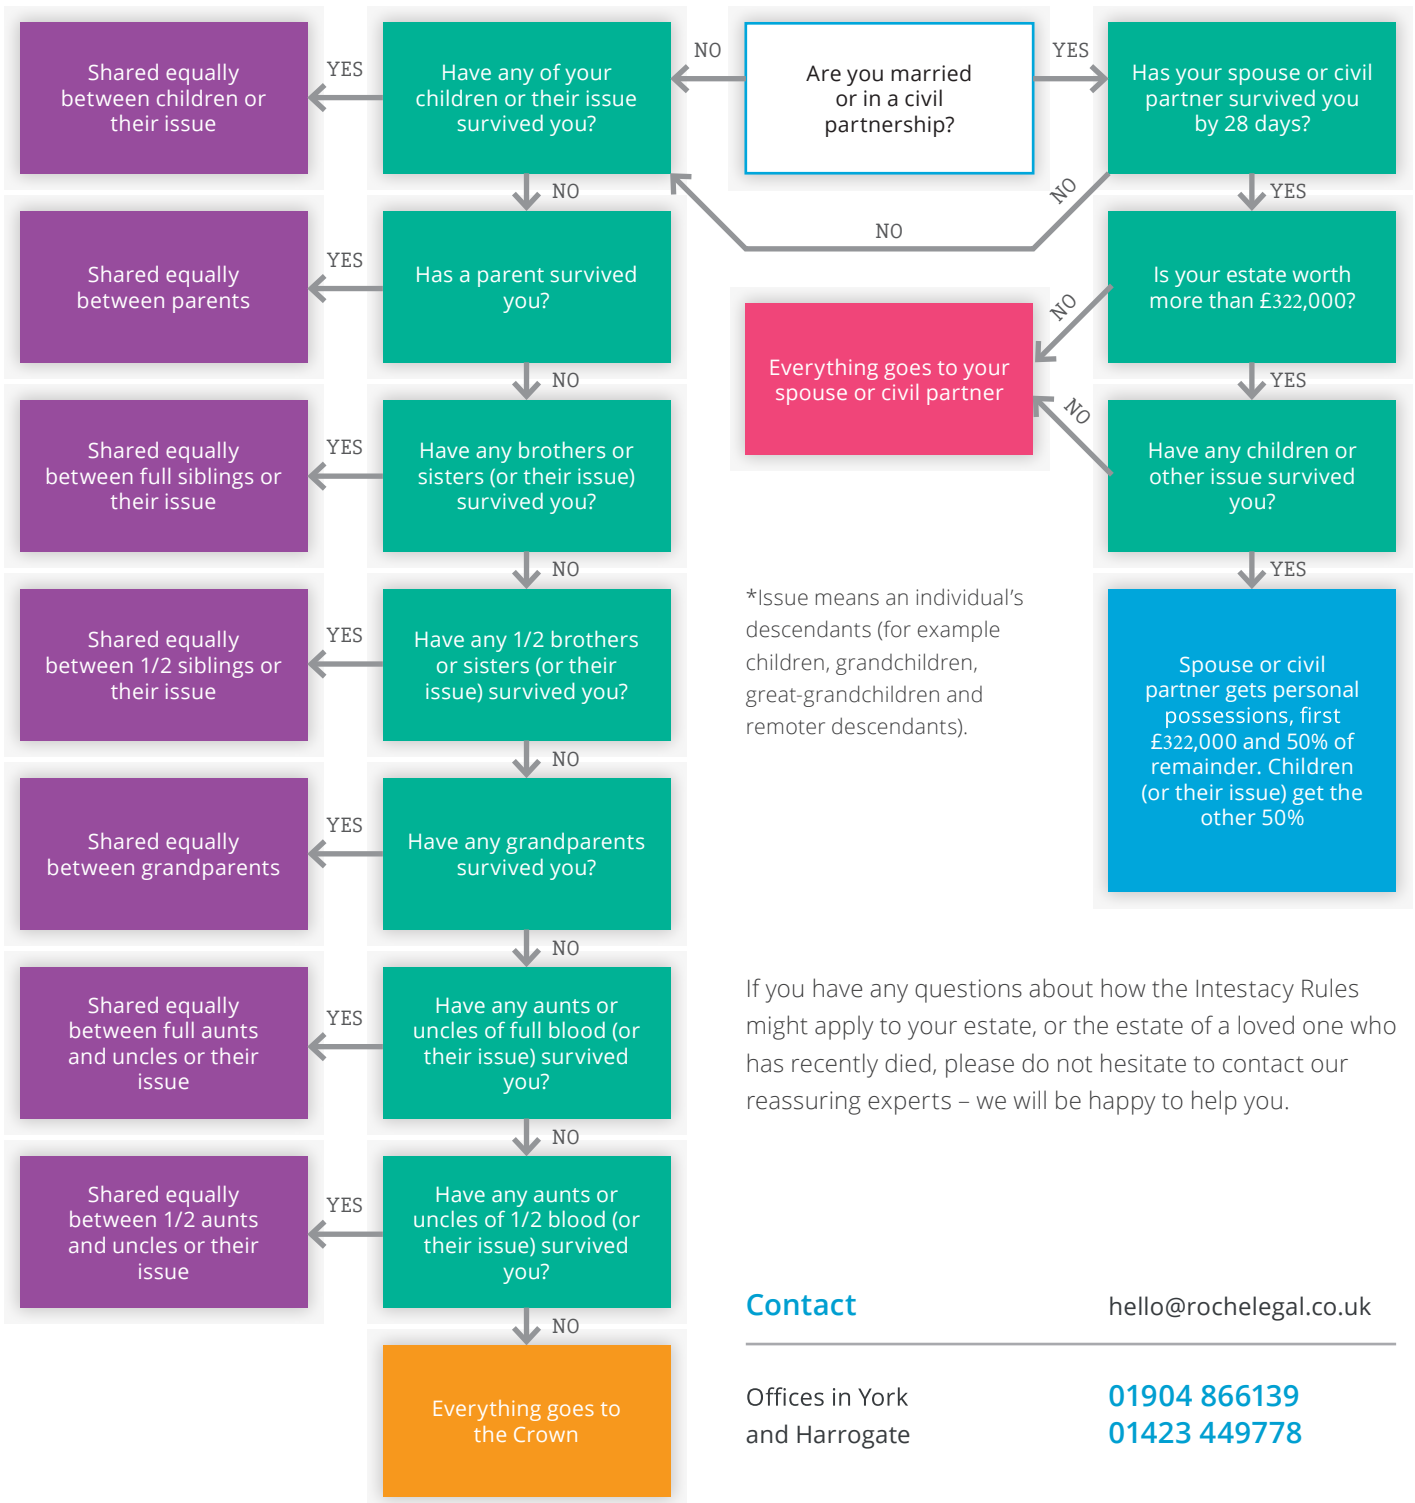 Shared equally
between children or
their issue
YES
Have any of your
children or their issue
survived you?
NO
Are you married
or in a civil
partnership?
YES
Has your spouse or civil
partner survived you
by 28 days?
NO
NO
NO
YES
Shared equally
between parents
YES
Has a parent survived
you?
Is your estate worth
more than £322,000?
NO
Everything goes to your
spouse or civil partner
NO
YES
NO
Shared equally
between full siblings or
their issue
YES
Have any brothers or
sisters (or their issue)
survived you?
Have any children or
other issue survived
you?
NO
YES
Shared equally
between 1/2 siblings or
their issue
YES
Have any 1/2 brothers
or sisters (or their
issue) survived you?
*Issue means an individual's
descendants (for example
children, grandchildren,
great-grandchildren and
remoter descendants).
Spouse or civil
partner gets personal
possessions, first
£322,000 and 50% of
remainder. Children
(or their issue) get the
other 50%
NO
Shared equally
between grandparents
YES
Have any grandparents
survived you?
NO
Shared equally
between full aunts
and uncles or their
issue
YES
Have any aunts or
uncles of full blood (or
their issue) survived
you?
If you have any questions about how the Intestacy Rules
might apply to your estate, or the estate of a loved one who
has recently died, please do not hesitate to contact our
reassuring experts – we will be happy to help you.
NO
Shared equally
between 1/2 aunts
and uncles or their
issue
YES
Have any aunts or
uncles of 1/2 blood (or
their issue) survived
you?
NO
Everything goes to
the Crown
Contact
hello@rochelegal.co.uk
Offices in York
and Harrogate
01904 866139
01423 449778